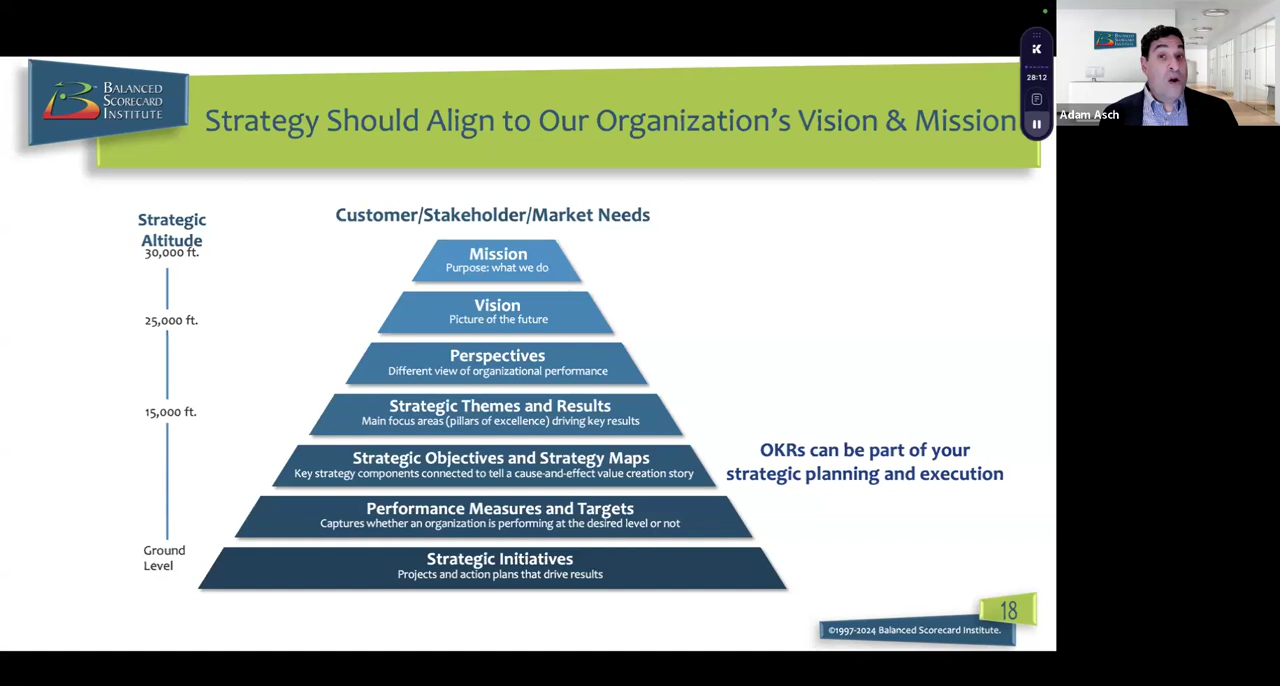 BALANCED
SCORECARD
INSTITUTE
Strategy Should Align to Our Organization's Vision & Mission
28:12
BALANCED
SCORECARD
INSTITUTE
Adam Asch
Strategic
Altitude
30,000 ft.
25,000 ft.
15,000 ft.
Ground
Level
Customer/Stakeholder/Market Needs
Mission
Purpose: what we do
Vision
Picture of the future
Perspectives
Different view of organizational performance
Strategic Themes and Results
Main focus areas (pillars of excellence) driving key results
Strategic Objectives and Strategy Maps
Key strategy components connected to tell a cause-and-effect value creation story
Performance Measures and Targets
Captures whether an organization is performing at the desired level or not
Strategic Initiatives
Projects and action plans that drive results
OKRs can be part of your
strategic planning and execution
18
©1997-2024 Balanced Scorecard Institute.